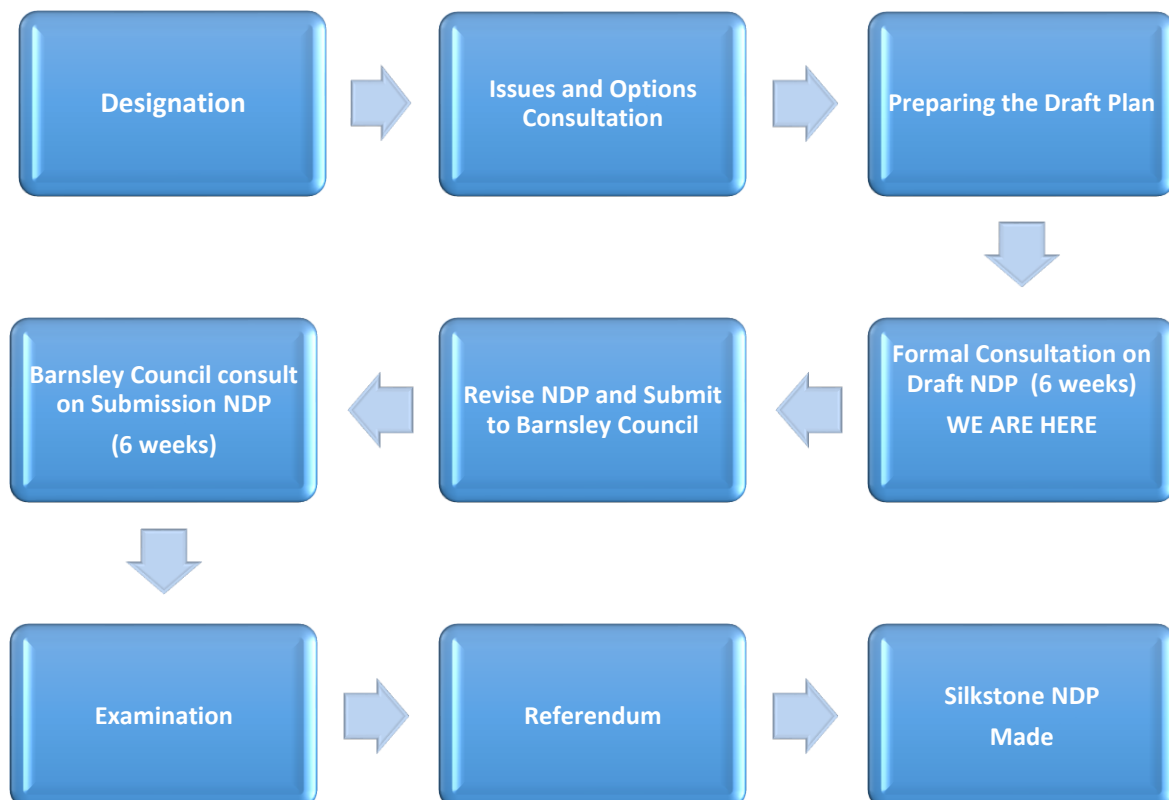 Designation
Issues and Options
Consultation
Preparing the Draft Plan
Formal Consultation on
Draft NDP (6 weeks)
WE ARE HERE
Revise NDP and Submit
to Barnsley Council
Barnsley Council consult
on Submission NDP
(6 weeks)
Examination
Referendum
Silkstone NDP
Made